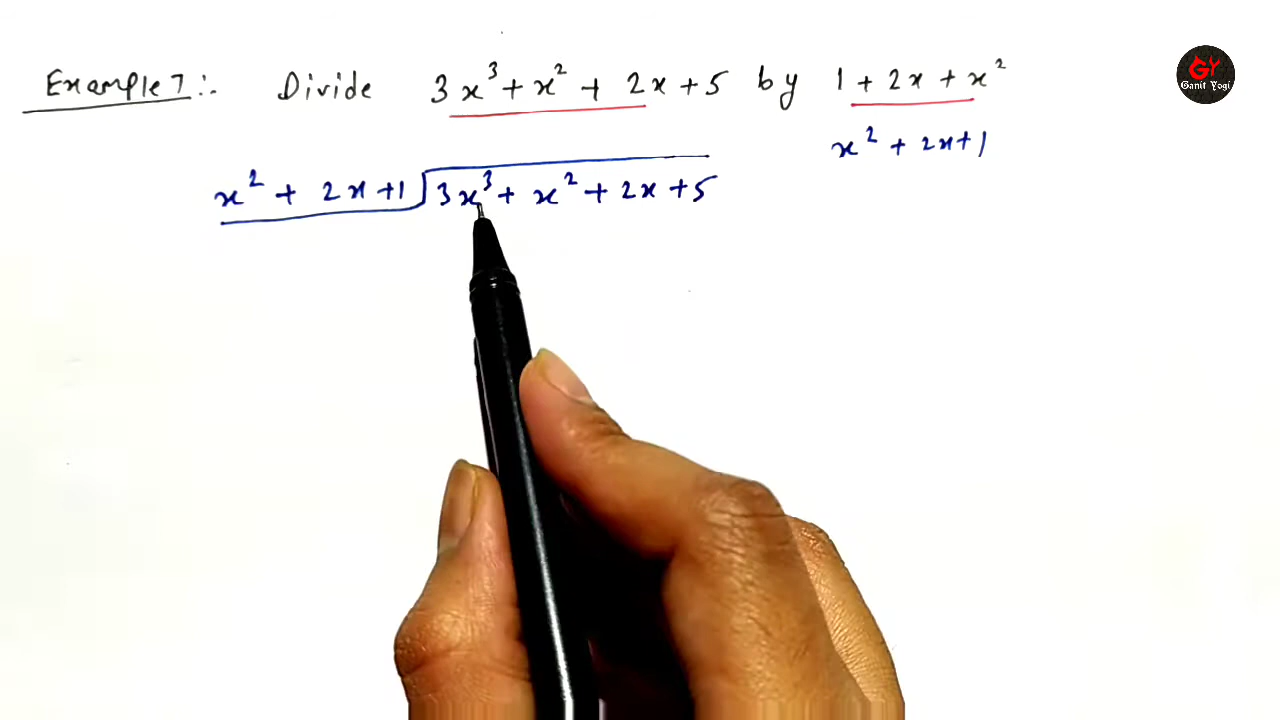 Example 7:- Divide 3x³ + x² + 2x + 5 by 1 + 2x + x²
x² + 2x + 1
x² + 2x + 1 3x³ + x² + 2x + 5
GY
Ganit Yogi